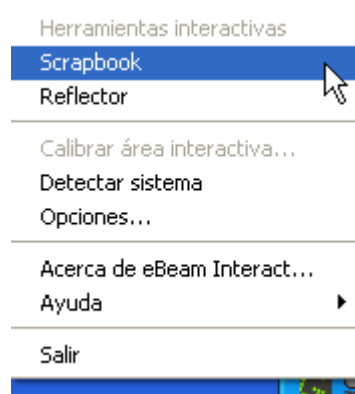 Herramientas interactivas
Scrapbook
Reflector
Calibrar área interactiva...
Detectar sistema
Opciones...
Acerca de eBeam Interact...
Ayuda
Salir